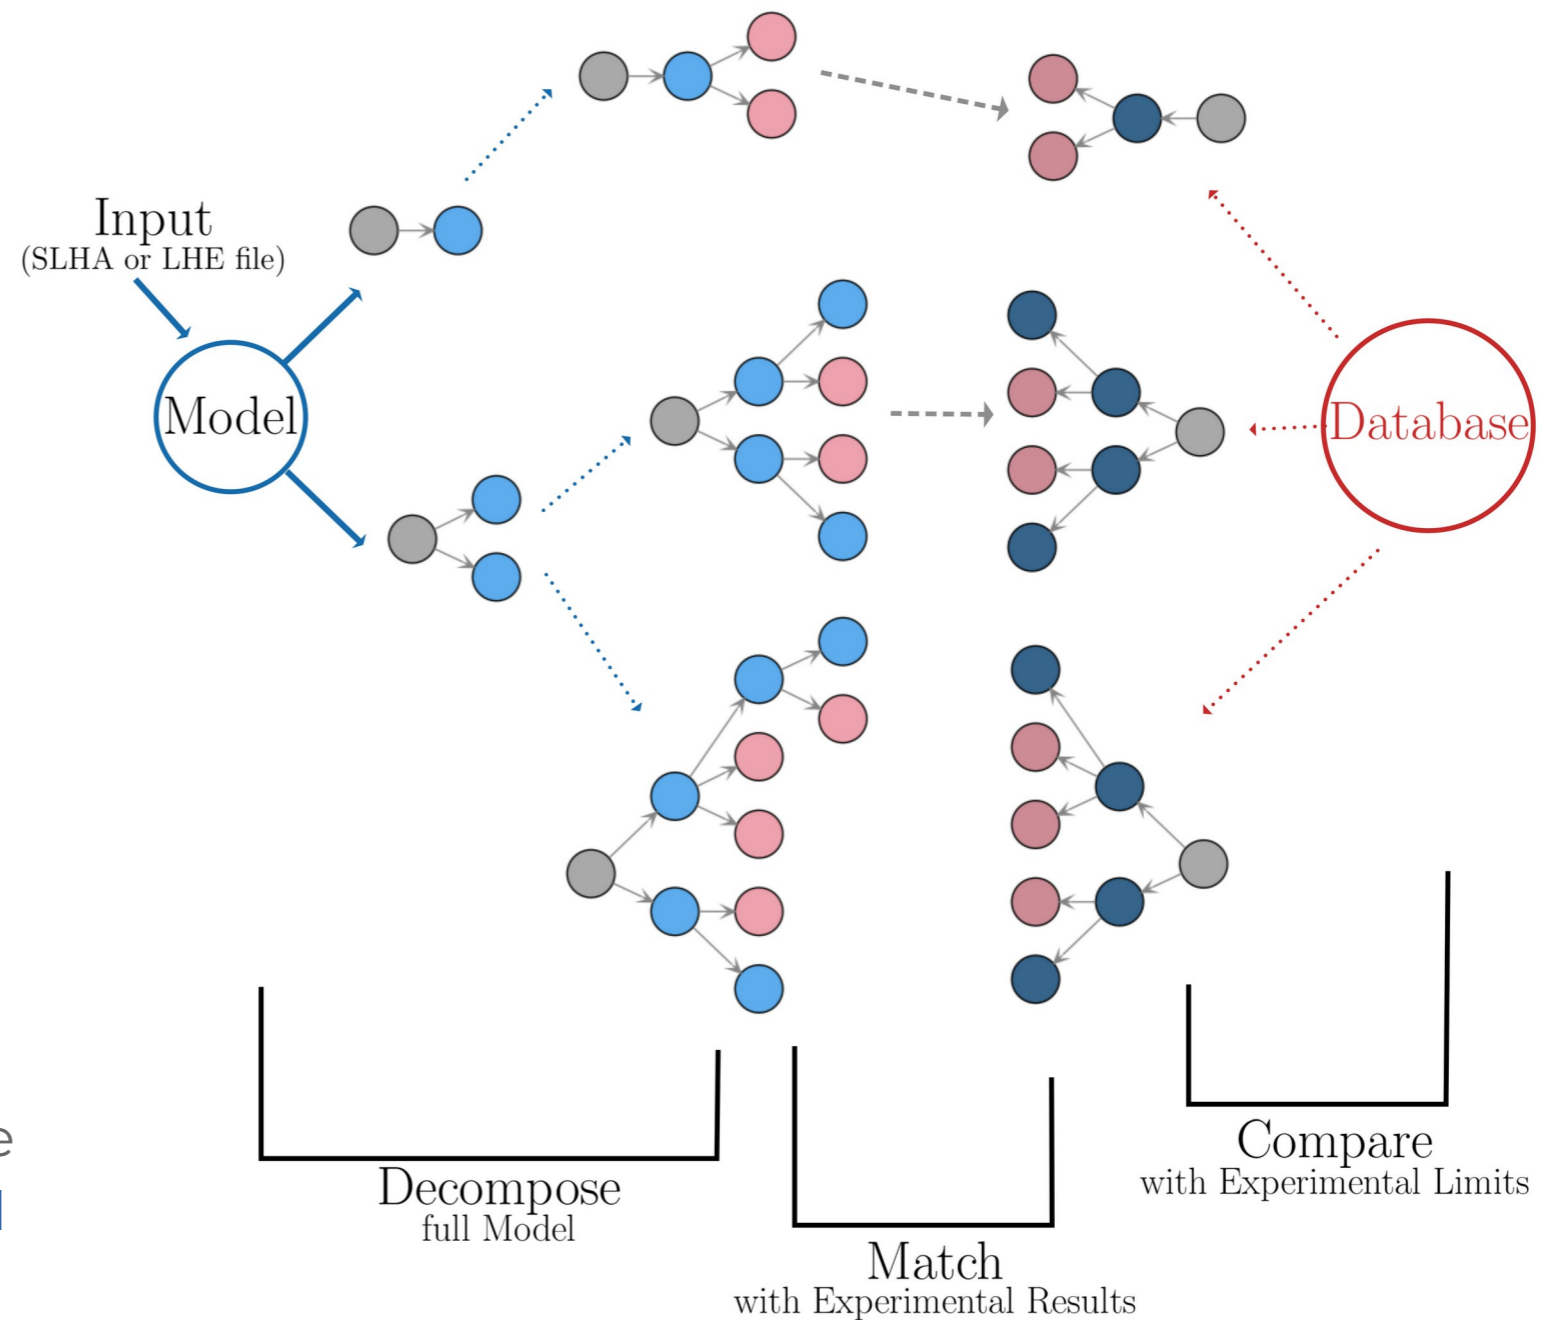 Input
(SLHA or LHE file)
Model
Database
e
Decompose
full Model
Match
with Experimental Results
Compare
with Experimental Limits